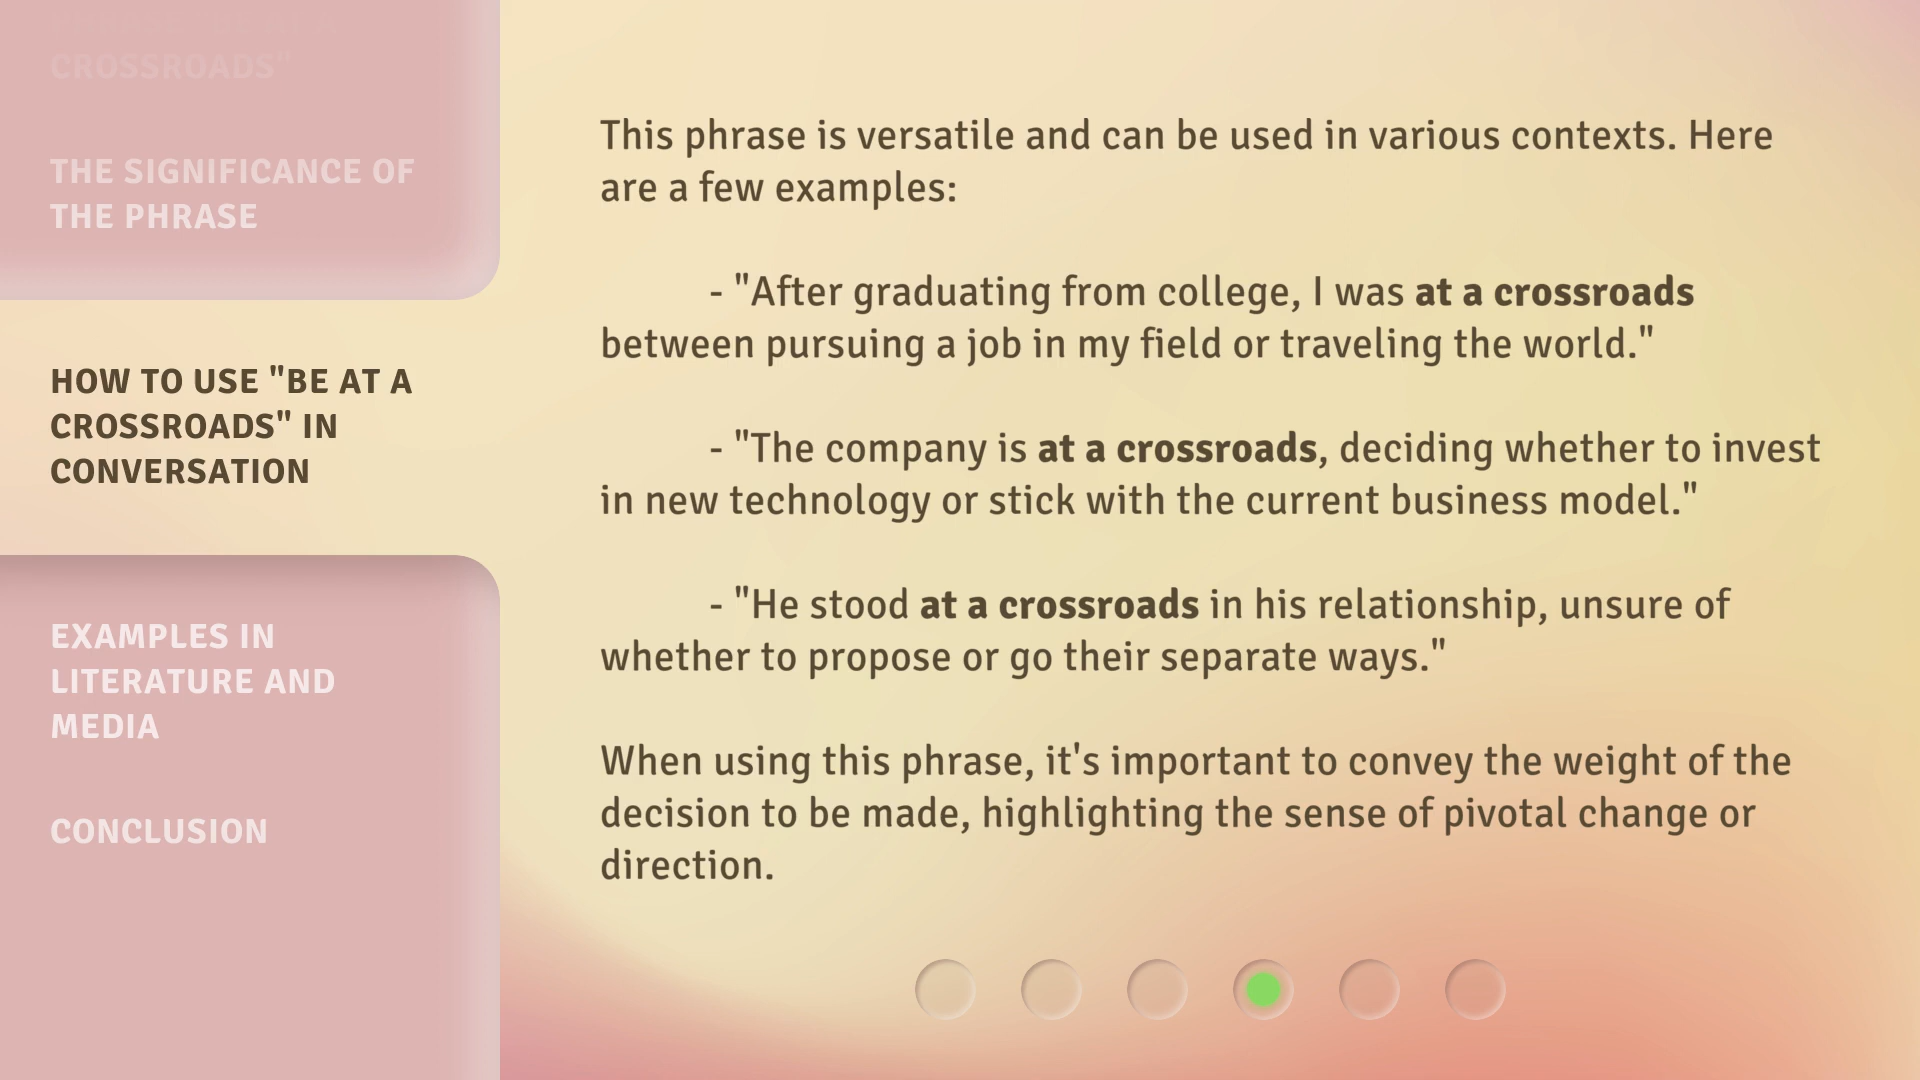 PHRASE "BE AT A
CROSSROADS"
THE SIGNIFICANCE OF
THE PHRASE
HOW TO USE "BE AT A
CROSSROADS" IN
CONVERSATION
EXAMPLES IN
LITERATURE AND
MEDIA
CONCLUSION
This phrase is versatile and can be used in various contexts. Here
are a few examples:
- "After graduating from college, I was at a crossroads
between pursuing a job in my field or traveling the world."
- "The company is at a crossroads, deciding whether to invest
in new technology or stick with the current business model."
- "He stood at a crossroads in his relationship, unsure of
whether to propose or go their separate ways."
When using this phrase, it's important to convey the weight of the
decision to be made, highlighting the sense of pivotal change or
direction.